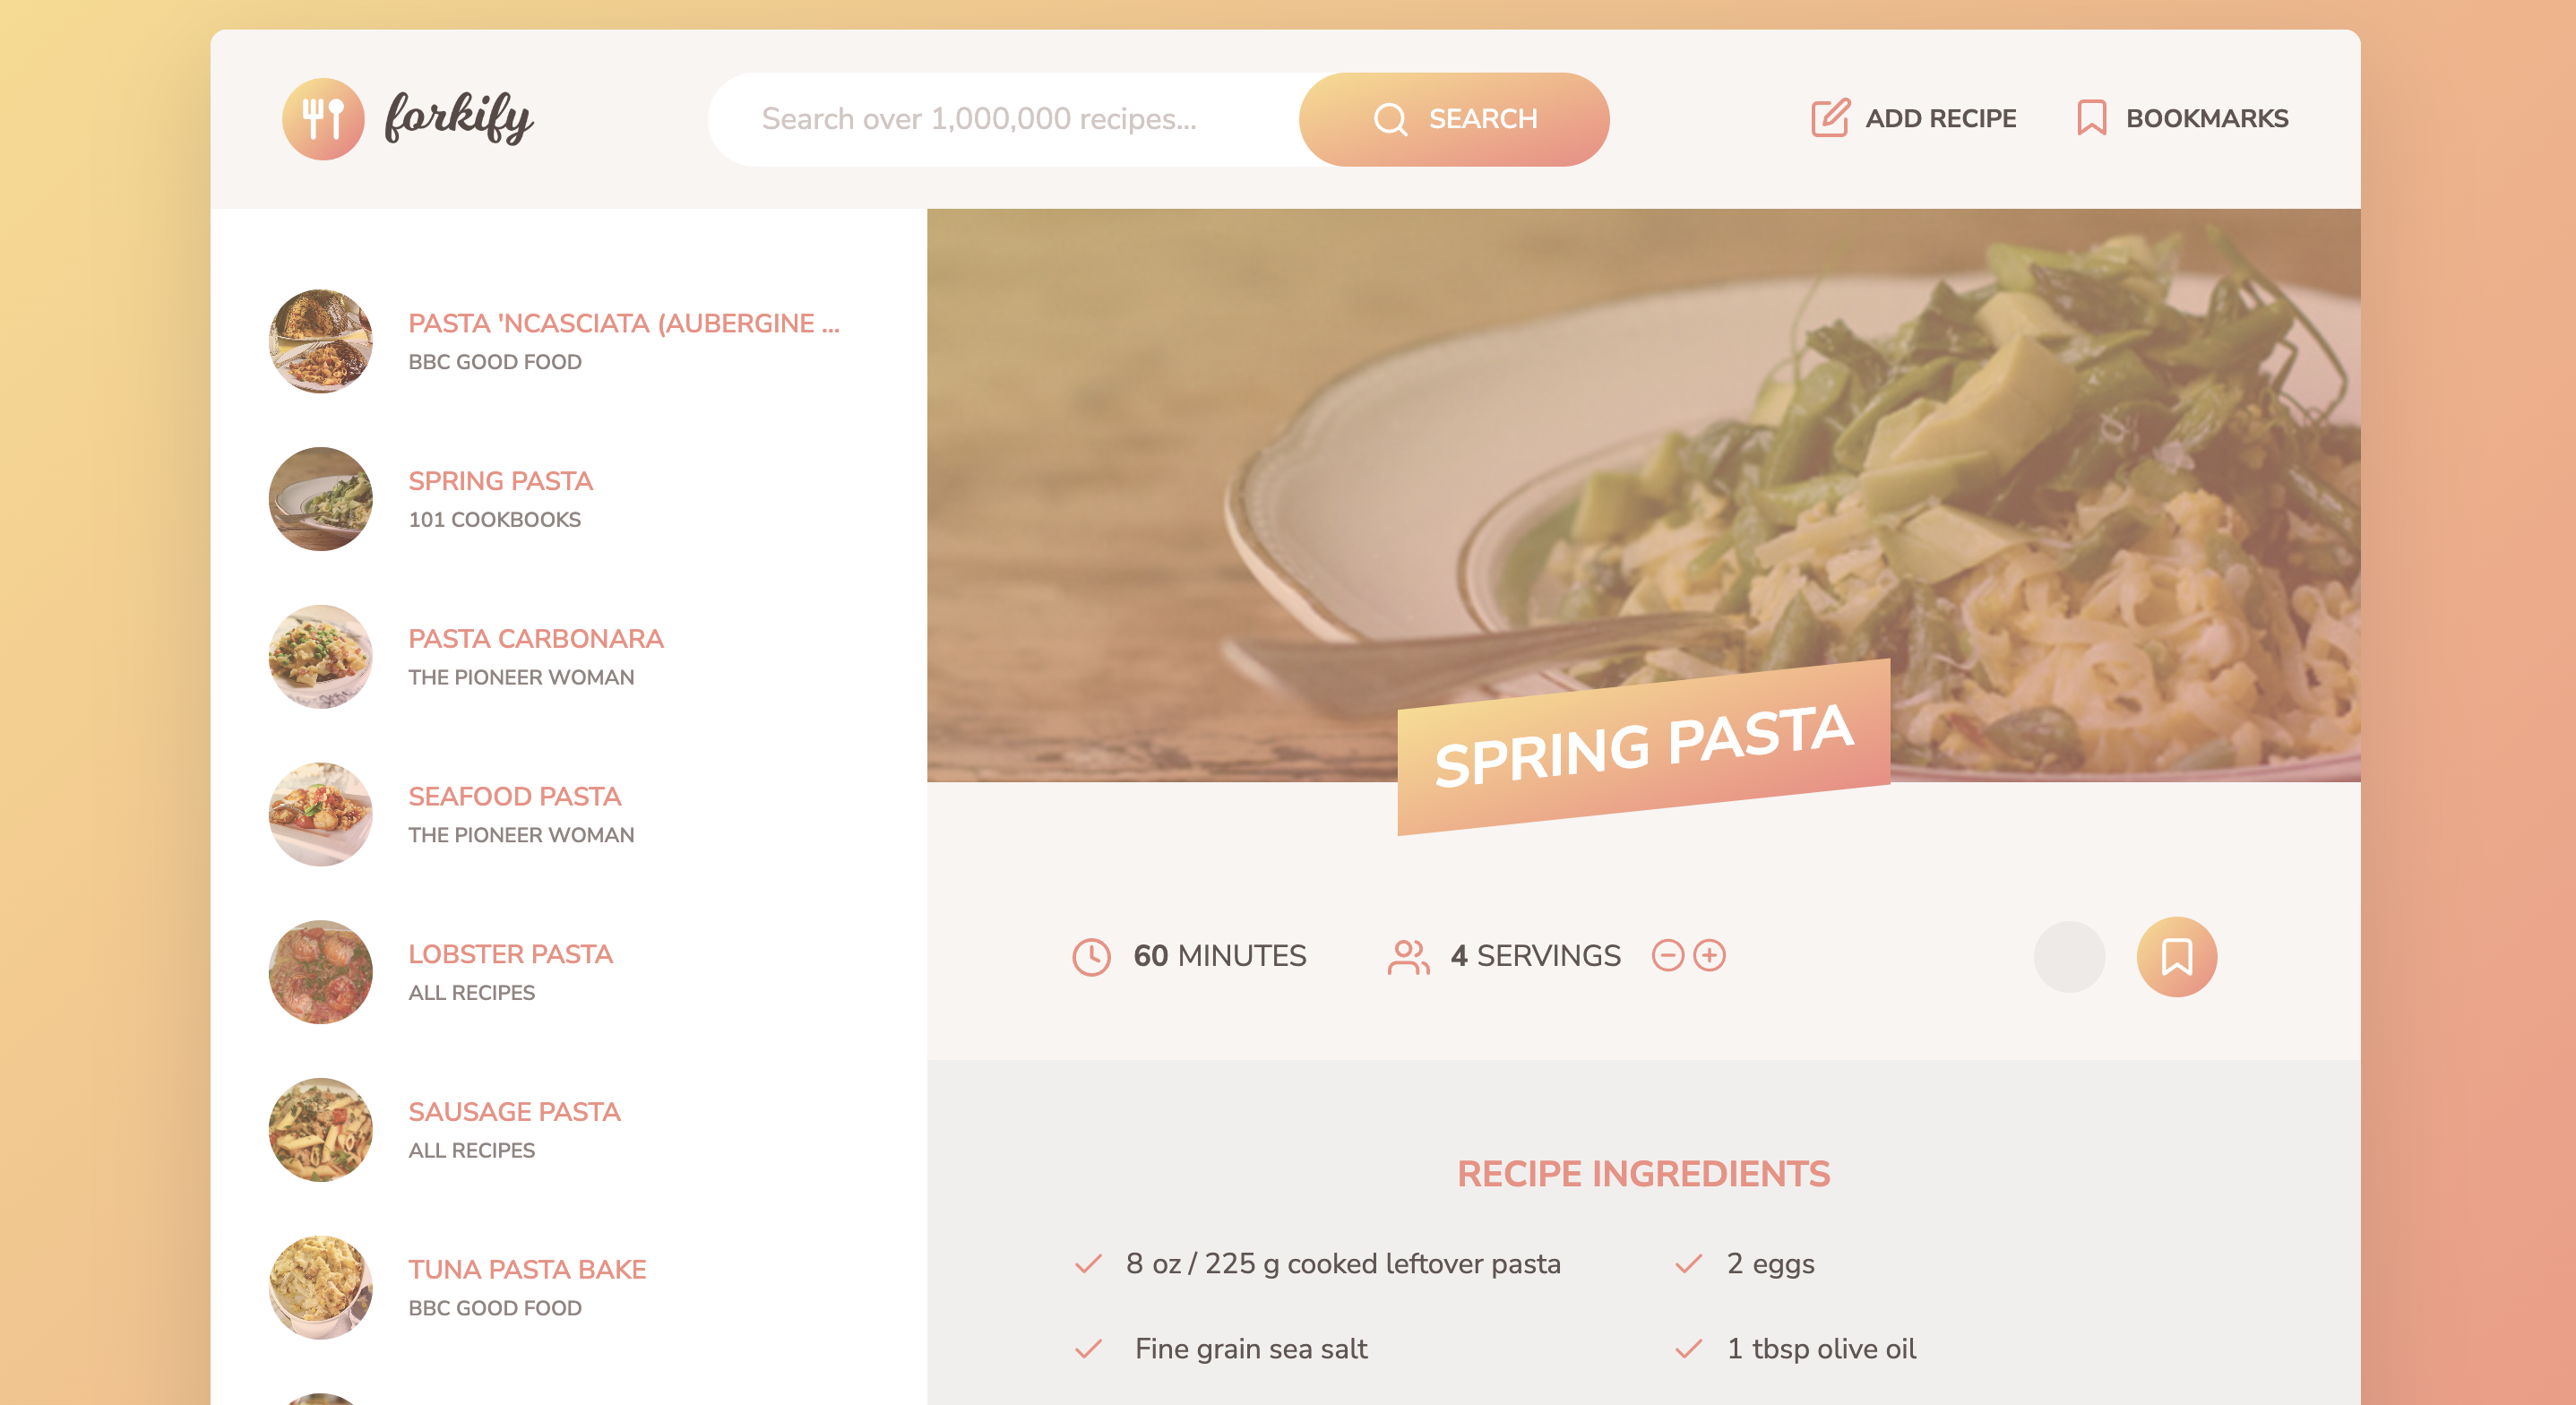 forkify
Search over 1,000,000 recipes...
SEARCH
ADD RECIPE
BOOKMARKS
PASTA 'NCASCIATA (AUBERGINE ...
BBC GOOD FOOD
SPRING PASTA
101 COOKBOOKS
PASTA CARBONARA
THE PIONEER WOMAN
SEAFOOD PASTA
THE PIONEER WOMAN
LOBSTER PASTA
ALL RECIPES
SAUSAGE PASTA
ALL RECIPES
TUNA PASTA BAKE
BBC GOOD FOOD
SPRING PASTA
60 MINUTES
4 SERVINGS
RECIPE INGREDIENTS
8 oz / 225 g cooked leftover pasta
2 eggs
Fine grain sea salt
1 tbsp olive oil